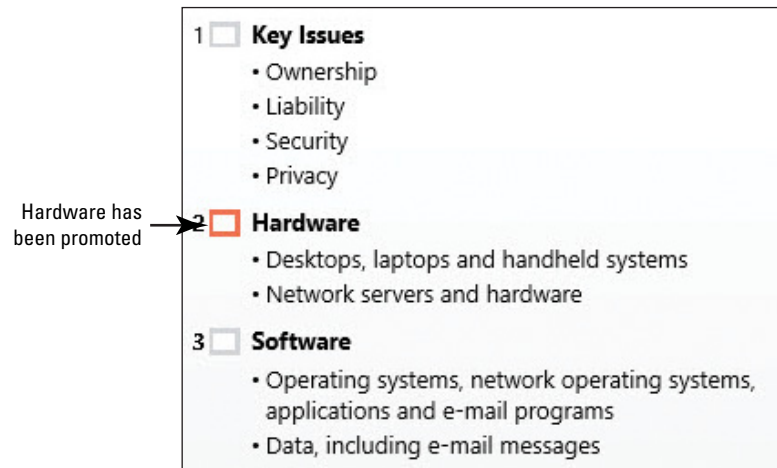 1 Key Issues
• Ownership
• Liability
• Security
• Privacy
Hardware has
been promoted
2 Hardware
• Desktops, laptops and handheld systems
• Network servers and hardware
3 Software
• Operating systems, network operating systems,
applications and e-mail programs
• Data, including e-mail messages